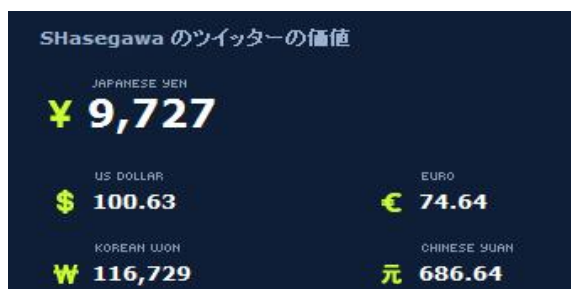 SHasegawa のツイッターの価値
JAPANESE YEN
¥ 9,727
US DOLLAR
EURO
$ 100.63
€ 74.64
KOREAN WON
CHINESE YUAN
₩ 116,729
元 686.64